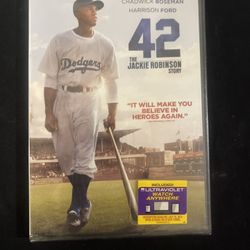 CHADWICK BOSEMAN
HARRISON FORD
42
THE JACKIE ROBINSON
STORY
Dodgers
"IT WILL MAKE YOU
BELIEVE IN
HEROES AGAIN."
INCLUDES
ULTRAVIOLET
WATCH
ANYWHERE